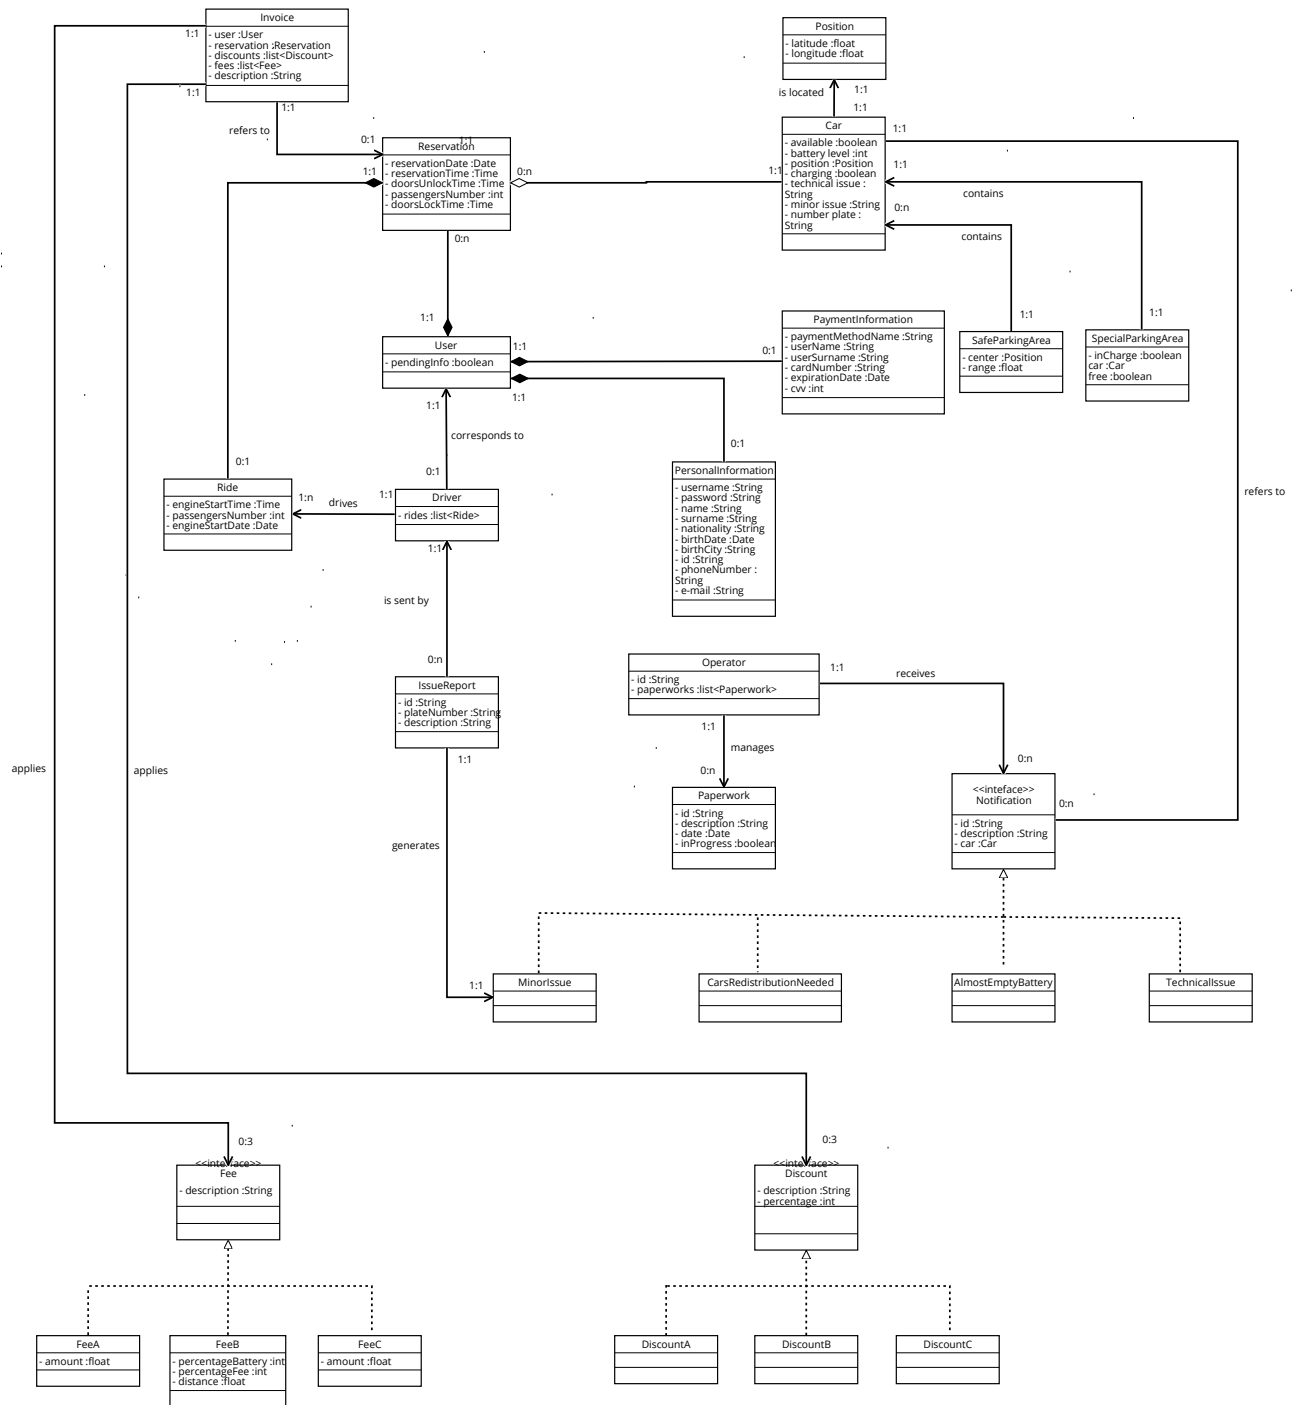 Invoice
- user :User
- reservation :Reservation
- discounts :list<Discount>
- fees :list<Fee>
- description :String
1:1
1:1
1:1
refers to
0:1
Position
- latitude :float
- longitude :float
is located
1:1
1:1
Reservation
1:1
- reservationDate :Date
- reservationTime :Time
- doorsUnlockTime :Time
- passengersNumber :int
- doorsLockTime :Time
1:1
0:n
0:n
1:1
Car
- available :boolean
- battery level :int
- position :Position
- charging :boolean
- technical issue :
String
- minor issue :String
- number plate :
String
1:1
1:1
contains
0:n
contains
1:1
User
- pendingInfo :boolean
1:1
1:1
1:1
0:1
PaymentInformation
- paymentMethodName :String
- userName :String
- userSurname :String
- cardNumber :String
- expirationDate :Date
- cvv :int
1:1
SafeParkingArea
- center :Position
- range :float
1:1
SpecialParkingArea
- inCharge :boolean
car :Car
free :boolean
corresponds to
0:1
0:1
0:1
PersonalInformation
- username :String
- password :String
- name :String
- surname :String
- nationality :String
- birthDate :Date
- birthCity :String
- id :String
- phoneNumber :
String
- e-mail :String
Ride
- engineStartTime :Time
- passengersNumber :int
- engineStartDate :Date
1:n
drives
1:1
Driver
- rides :list<Ride>
1:1
refers to
is sent by
0:n
IssueReport
- id :String
- plateNumber :String
- description :String
1:1
Operator
- id :String
- paperworks :list<Paperwork>
1:1
receives
1:1
manages
0:n
0:n
Paperwork
- id :String
- description :String
- date :Date
- inProgress :boolean
<<inteface>>
Notification
- id :String
- description :String
- car :Car
0:n
applies
applies
generates
1:1
MinorIssue
CarsRedistributionNeeded
AlmostEmptyBattery
TechnicalIssue
0:3
<<interface>>
Fee
- description :String
0:3
<<interface>>
Discount
- description :String
- percentage :int
FeeA
- amount :float
FeeB
- percentageBattery :int
- percentageFee :int
- distance :float
FeeC
- amount :float
DiscountA
DiscountB
DiscountC